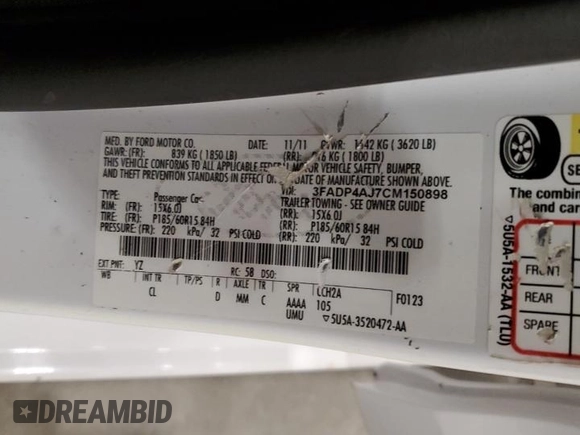 MFD. BY FORD MOTOR CO.
DATE: 11/11 GVWR: 1642 KG ( 3620 LB)
GAWR: (FR): 839 KG ( 1850 LB) (RR): KG ( 1800 LB)
THIS VEHICLE CONFORMS TO ALL APPLICABLE FEDERAL MOTOR VEHICLE SAFETY, BUMPER,
AND THEFT PREVENTION STANDARDS IN EFFECT ON THE DATE OF MANUFACTURE SHOWN ABOVE.
VIN: 3FADP4AJ7CM150898
TYPE: Passenger Car
TRAILER TOWING - SEE OWNER GUIDE
RIM: (FR): 15X6.0J (RR): 15X6.0J
TIRE: (FR): P185/60R15 84H (RR): P185/60R15 84H
PRESSURE: (FR): 220 kPa/ 32 PSI COLD (RR): 220 kPa/ 32 PSI COLD
EXT PNT: YZ RC: 5B DSO:
WB INT TR TP/PS R AXLE TR SPR CCH2A
CL D MM C AAAA 105 F0123
UMU ▽5U5A-3520472-AA
SE
The combin
and car
FRONT
REAR
SPARE
▽5U5A-1532-AA (TL0)
DREAMBID